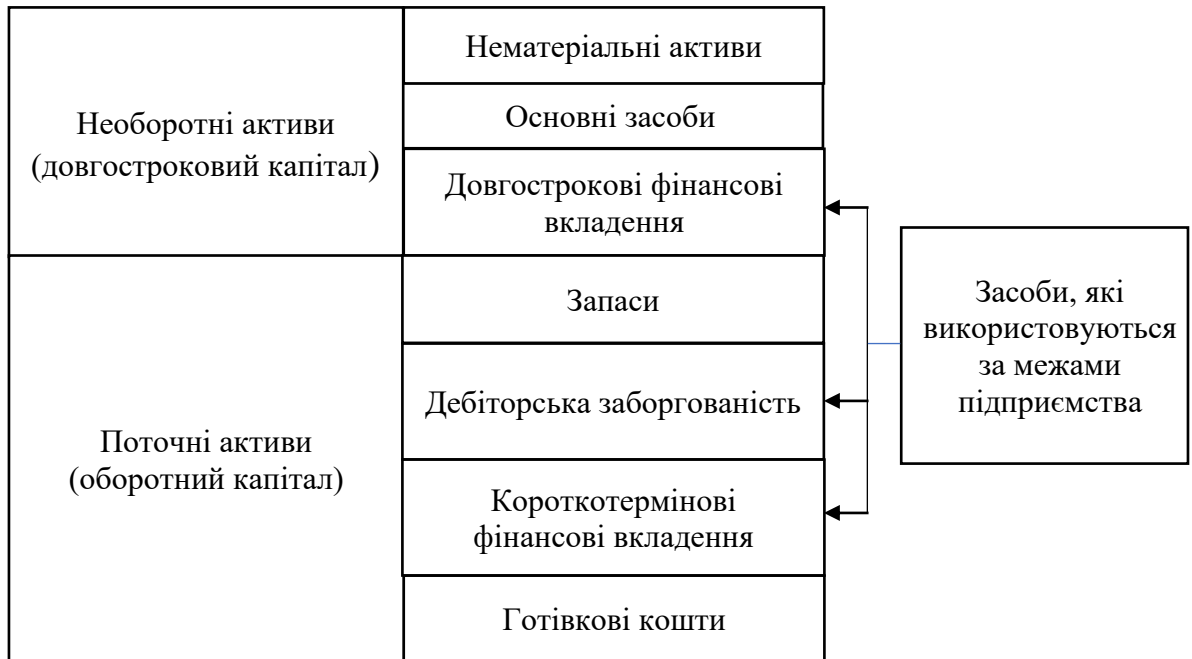 Необоротні активи
(довгостроковий капітал)
Нематеріальні активи
Основні засоби
Довгострокові фінансові
вкладення
Поточні активи
(оборотний капітал)
Запаси
Дебіторська заборгованість
Короткотермінові
фінансові вкладення
Готівкові кошти
Засоби, які
використовуються
за межами
підприємства